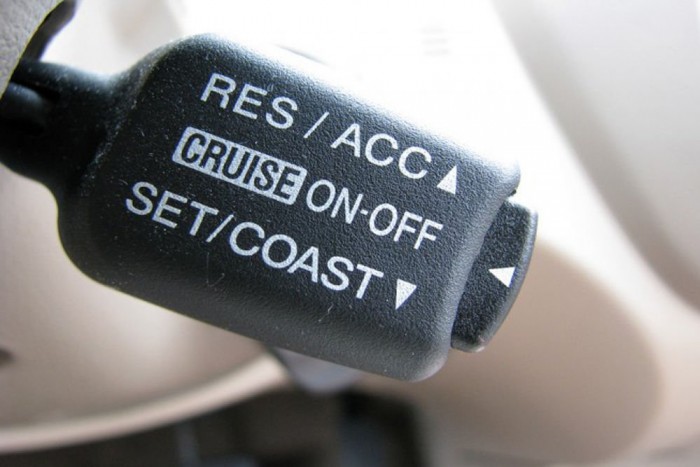 RES / ACC▲
CRUISE ON-OFF
SET/COAST▼